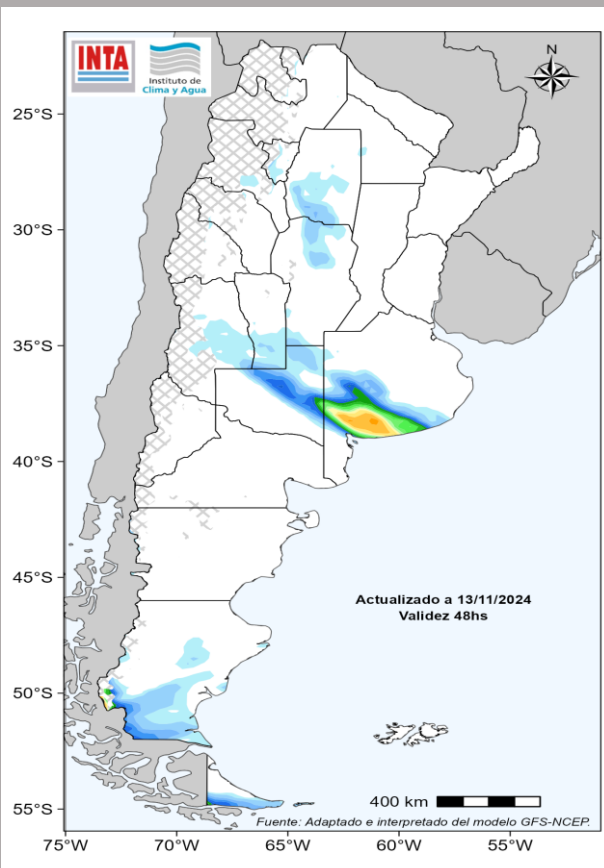 INTA
Instituto de
Clima y Agua
N
25°S
30°S
35°S
40°S
45°S
50°S
55°S
Actualizado a 13/11/2024
Validez 48hs
400 km
Fuente: Adaptado e interpretado del modelo GFS-NCEP.
75°W
70°W
65°W
60°W
55°W